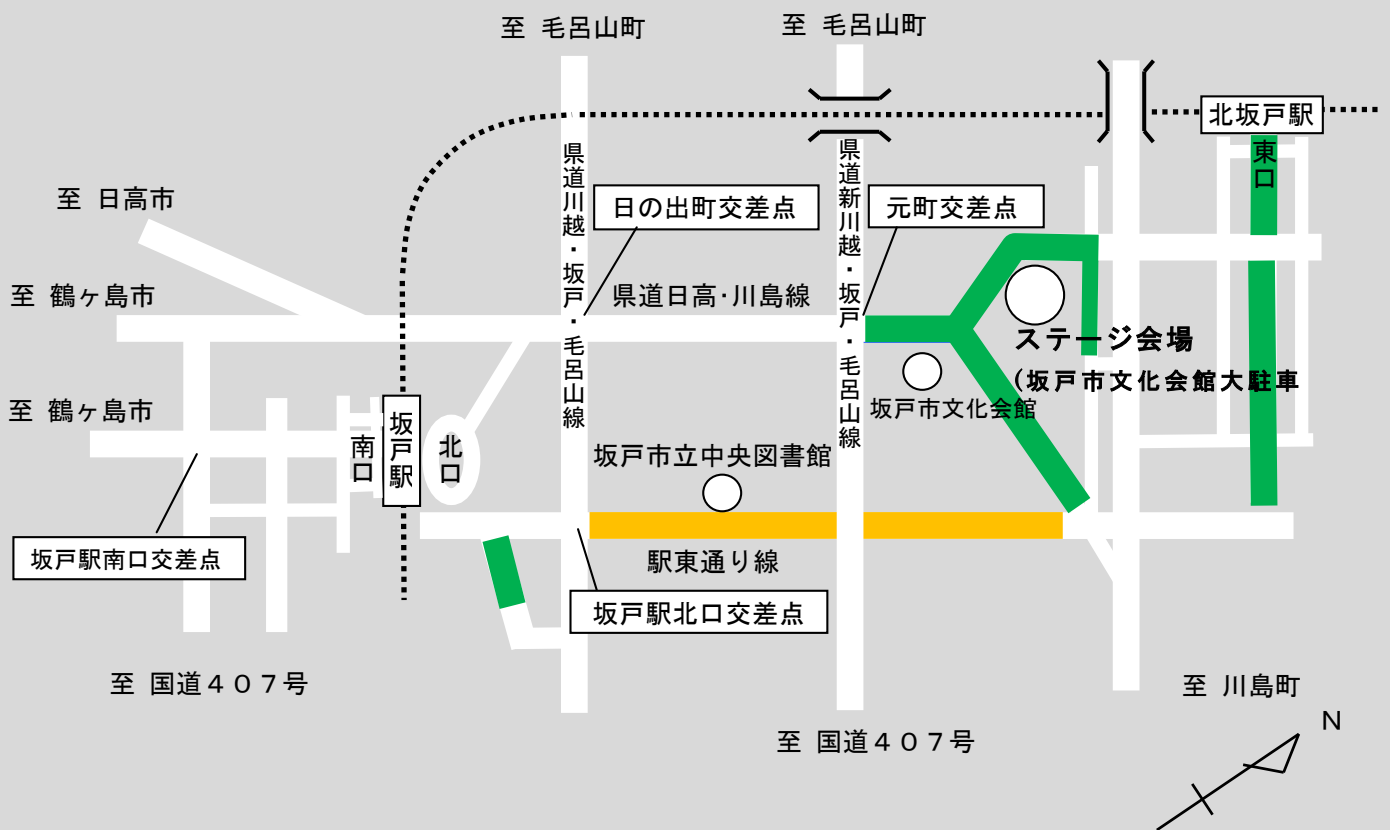 至 毛呂山町
至 毛呂山町
北坂戸駅
東口
県道川越・坂戸・毛呂山線
県道新川越・坂戸・毛呂山線
至 日高市
日の出町交差点
元町交差点
至 鶴ヶ島市
県道日高・川島線
ステージ会場
(坂戸市文化会館大駐車
至 鶴ヶ島市
坂戸市文化会館
南口
坂戸駅
北口
坂戸市立中央図書館
坂戸駅南口交差点
駅東通り線
坂戸駅北口交差点
至 国道４０７号
至 川島町
N
至 国道４０７号